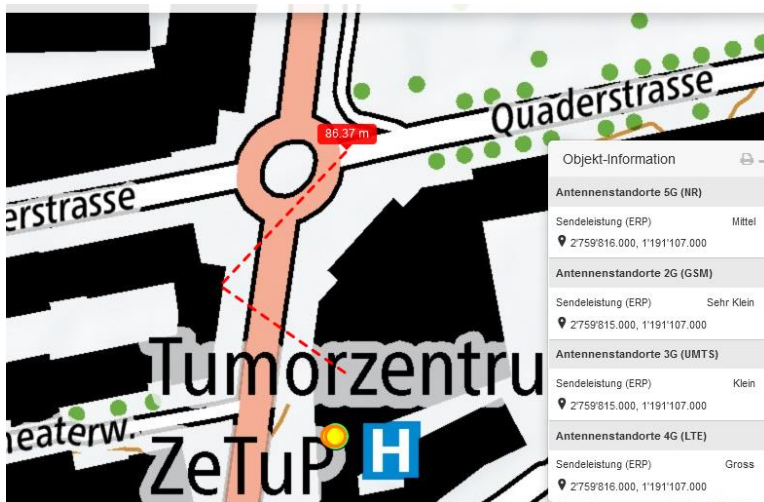 86.37 m
Quaderstrasse
erstrasse
Tumorzentru
eaterw.
ZeTuP
H
Objekt-Information
Antennenstandorte 5G (NR)
Sendeleistung (ERP) Mittel
2'759'816.000, 1'191'107.000
Antennenstandorte 2G (GSM)
Sendeleistung (ERP) Sehr Klein
2'759'815.000, 1'191'107.000
Antennenstandorte 3G (UMTS)
Sendeleistung (ERP) Klein
2'759'815.000, 1'191'107.000
Antennenstandorte 4G (LTE)
Sendeleistung (ERP) Gross
2'759'816.000, 1'191'107.000